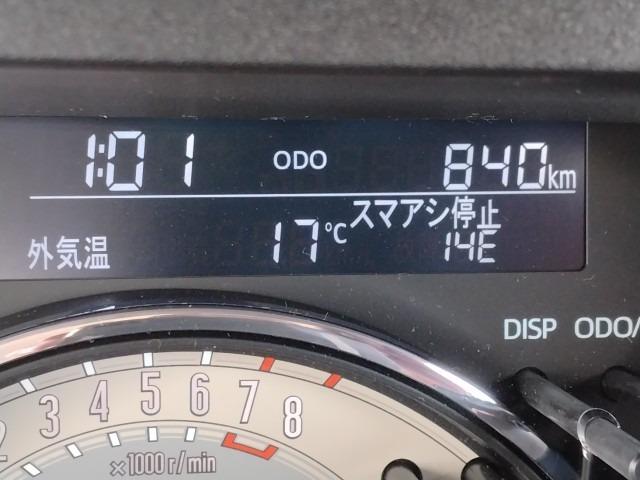 1:01 ODO 840km
スマアシ停止
外気温 17℃ 14E
DISP ODO/
2 3 4 5 6 7 8
×1000 r/min